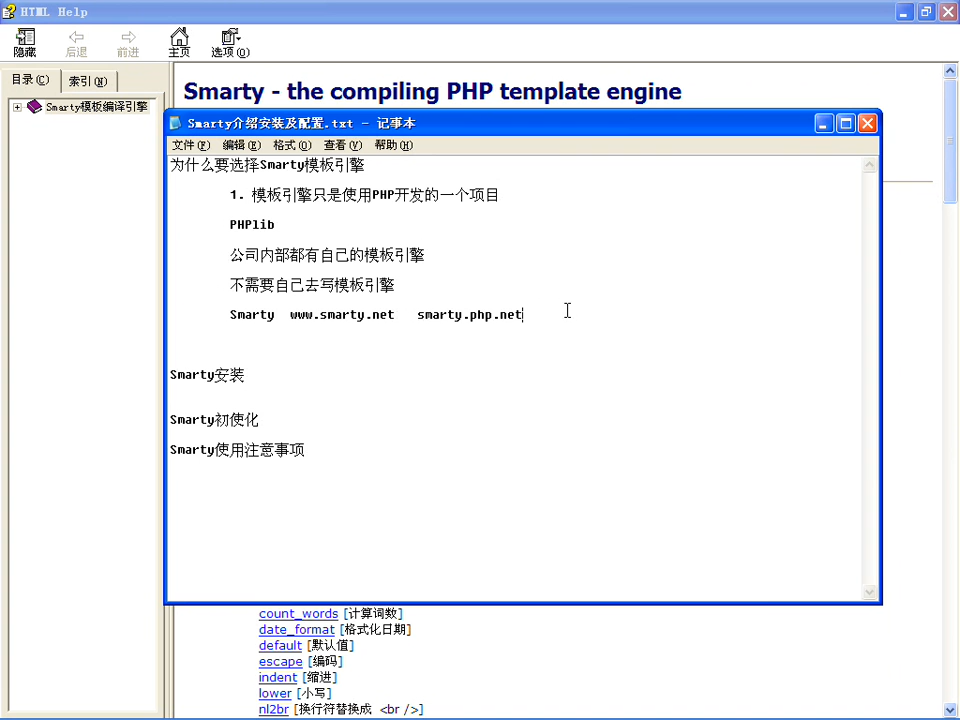 HTML Help
隐藏 后退 前进 主页 选项(O)
目录(C) 索引(N)
Smarty模板编译引擎
Smarty - the compiling PHP template engine
Smarty介绍安装及配置.txt - 记事本
文件(F) 编辑(E) 格式(O) 查看(V) 帮助(H)
为什么要选择Smarty模板引擎
1. 模板引擎只是使用PHP开发的一个项目
PHPlib
公司内部都有自己的模板引擎
不需要自己去写模板引擎
Smarty www.smarty.net smarty.php.net
Smarty安装
Smarty初使化
Smarty使用注意事项
count_words [计算词数]
date_format [格式化日期]
default [默认值]
escape [编码]
indent [缩进]
lower [小写]
nl2br [换行符替换成 <br />]